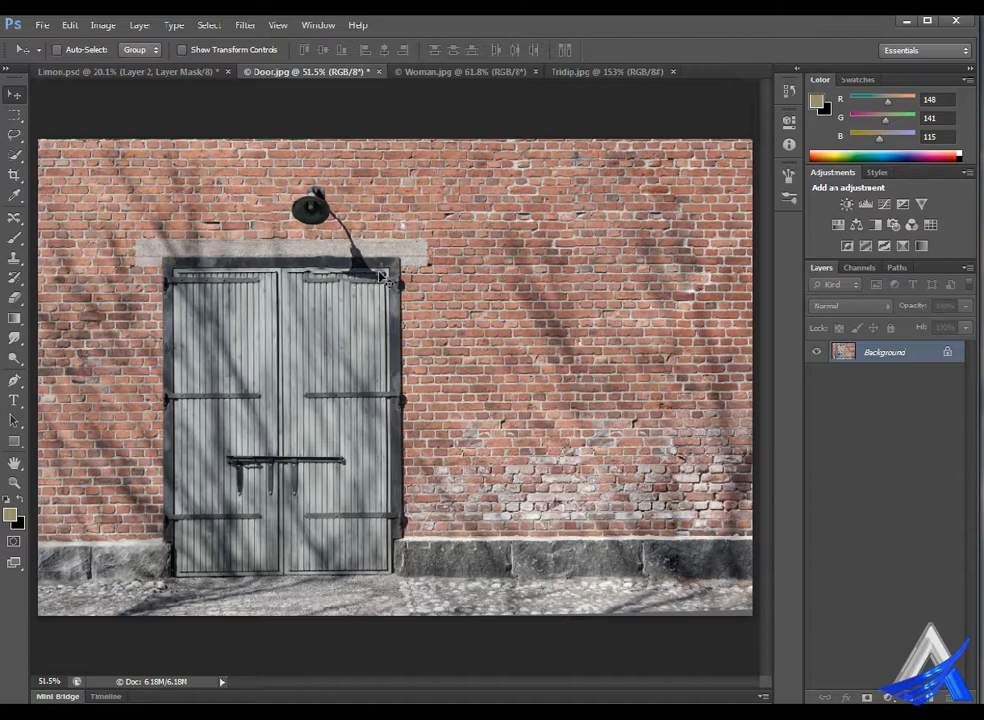 Ps File Edit Image Layer Type Select Filter View Window Help
Auto-Select: Group Show Transform Controls Essentials
Limon.psd @ 20.1% (Layer 2, Layer Mask/8) * × Door.jpg @ 51.5% (RGB/8*) * × Woman.jpg @ 61.8% (RGB/8*) × Tridip.jpg @ 153% (RGB/8#) ×
Color Swatches
R 148
G 141
B 115
Adjustments Styles
Add an adjustment
Layers Channels Paths
Kind
Normal Opacity: 100%
Lock: Fill: 100%
Background
51.5% Doc: 6.18M/6.18M
Mini Bridge Timeline